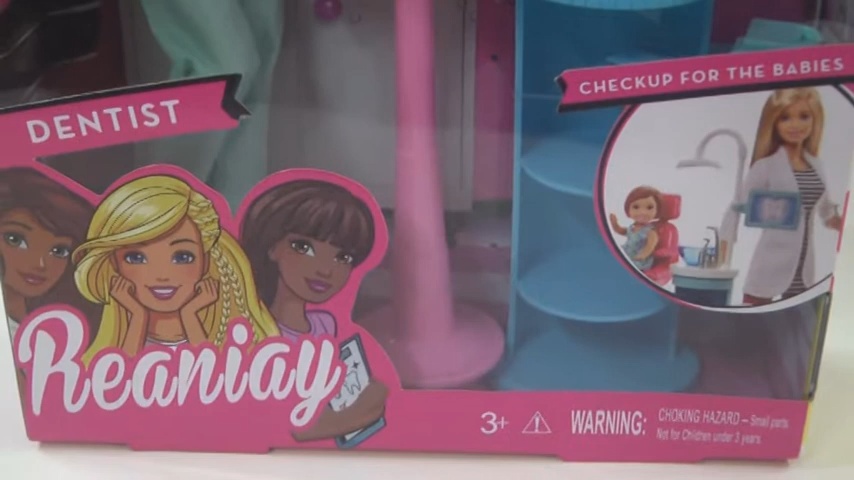 DENTIST
CHECKUP FOR THE BABIES
Reaniay
3+
WARNING:
CHOKING HAZARD – Small parts
Not for Children under 3 years